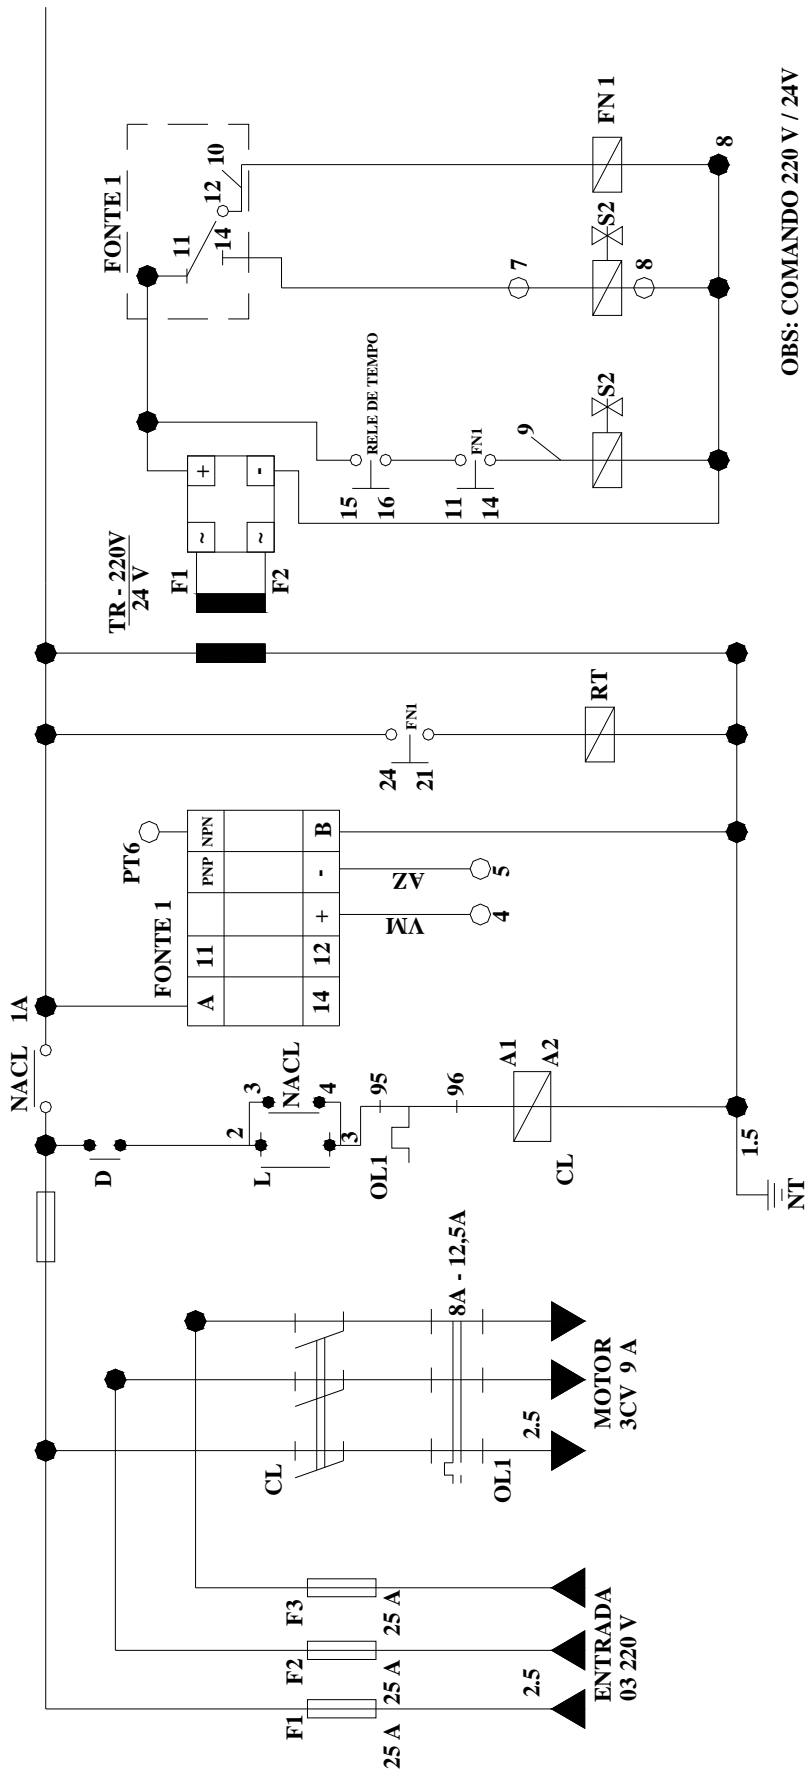 F1
25 A
F2
25 A
F3
25 A
2.5
ENTRADA
03 220 V
CL
OL1
8A - 12,5A
2.5
MOTOR
3CV 9 A
D
L
2
3
3
4
NACL
OL1
95
96
A1
A2
CL
1.5
NT
NACL
1A
FONTE 1
A
11
PNP
NPN
14
12
+
-
B
PT6
VM
AZ
4
5
24
21
FN1
RT
TR - 220V
24 V
F1
F2
~
~
+
-
15
16
RELE DE TEMPO
11
14
FN1
9
S2
FONTE 1
11
12
14
10
7
8
S2
FN 1
8
OBS: COMANDO 220 V / 24V